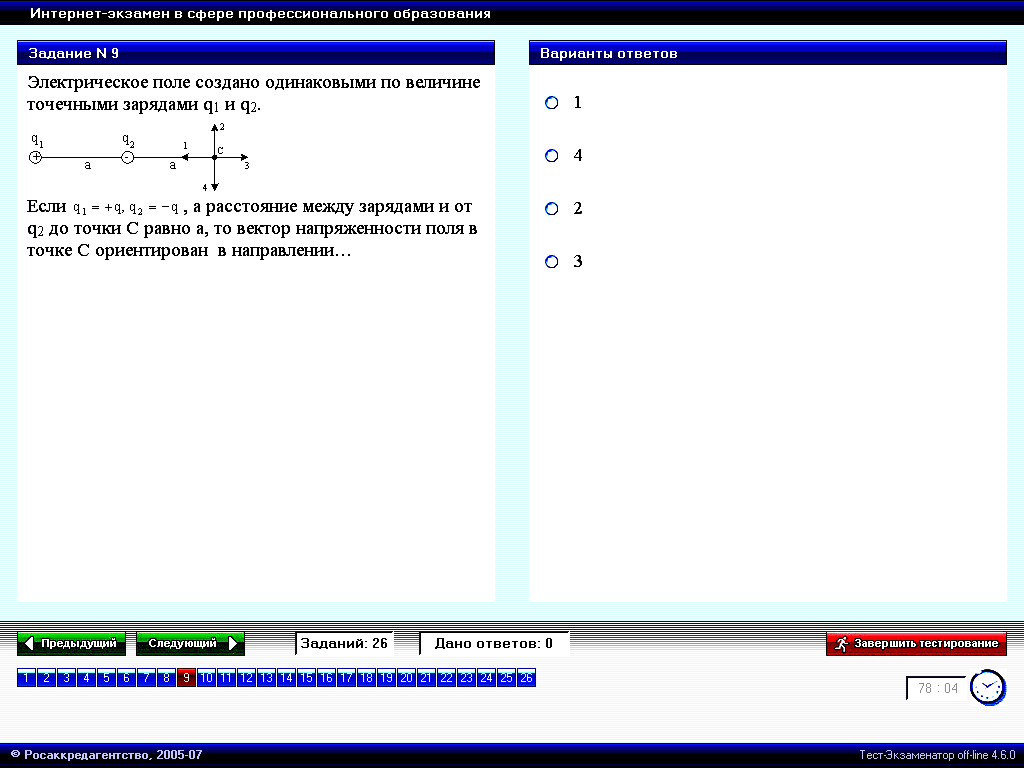 Интернет-экзамен в сфере профессионального образования
Задание N 9
Электрическое поле создано одинаковыми по величине
точечными зарядами q1 и q2.
q1 q2 1 2 C
+ - a a 3
4
Если q1 = +q, q2 = −q , а расстояние между зарядами и от
q2 до точки С равно а, то вектор напряженности поля в
точке С ориентирован в направлении…
Варианты ответов
1
4
2
3
Предыдущий Следующий Заданий: 26 Дано ответов: 0 Завершить тестирование
1 2 3 4 5 6 7 8 9 10 11 12 13 14 15 16 17 18 19 20 21 22 23 24 25 26
78 : 04
© Росаккредагентство, 2005-07 Тест-Экзаменатор off-line 4.6.0